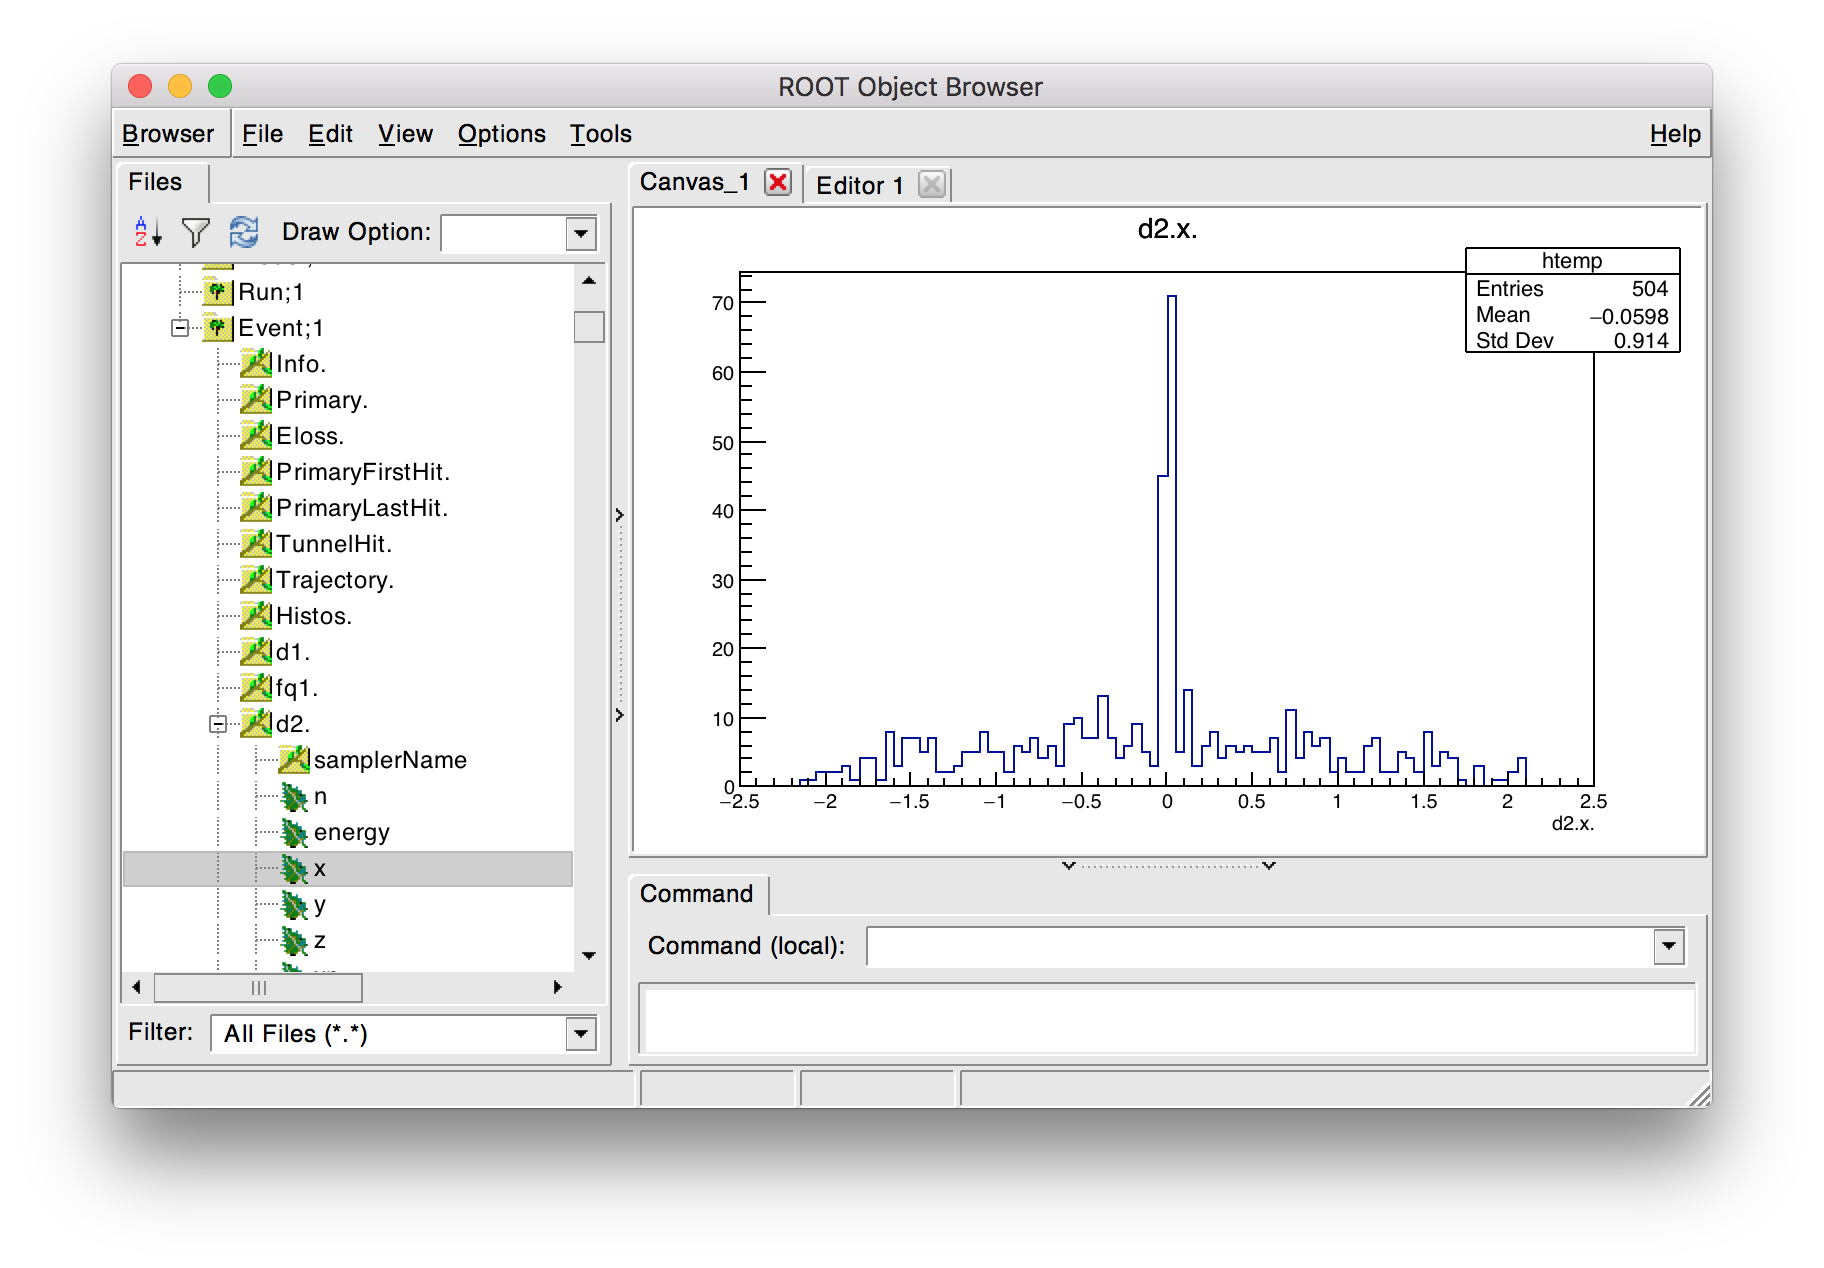 ROOT Object Browser
Browser File Edit View Options Tools Help
Files
Draw Option:
Run;1
Event;1
Info.
Primary.
Eloss.
PrimaryFirstHit.
PrimaryLastHit.
TunnelHit.
Trajectory.
Histos.
d1.
fq1.
d2.
samplerName
n
energy
x
y
z
Filter: All Files (*.*)
Canvas_1 Editor 1
d2.x.
htemp
Entries 504
Mean −0.0598
Std Dev 0.914
70
60
50
40
30
20
10
0
−2.5 −2 −1.5 −1 −0.5 0 0.5 1 1.5 2 2.5
d2.x.
Command
Command (local):